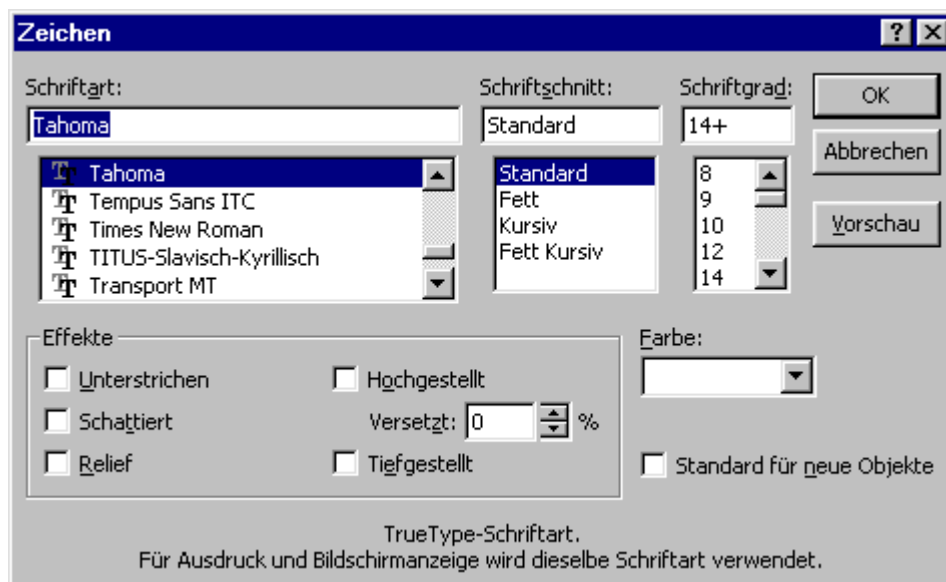 Zeichen
Schriftart:
Tahoma
Tahoma
Tempus Sans ITC
Times New Roman
TITUS-Slavisch-Kyrillisch
Transport MT
Schriftschnitt:
Standard
Standard
Fett
Kursiv
Fett Kursiv
Schriftgrad:
14+
8
9
10
12
14
OK
Abbrechen
Vorschau
Effekte
Unterstrichen
Schattiert
Relief
Hochgestellt
Versetzt: 0 %
Tiefgestellt
Farbe:
Standard für neue Objekte
TrueType-Schriftart.
Für Ausdruck und Bildschirmanzeige wird dieselbe Schriftart verwendet.